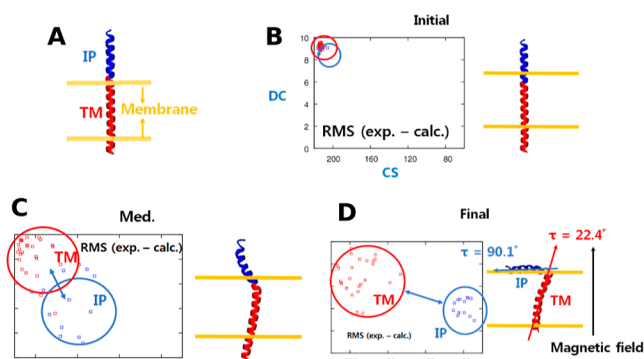 A
IP
TM
Membrane
B
Initial
10
8
6
4
2
0
DC
RMS (exp. – calc.)
200
160
120
80
CS
C
Med.
RMS (exp. – calc.)
TM
IP
D
Final
τ = 22.4°
τ = 90.1°
TM
IP
RMS (exp. – calc)
IP
TM
Magnetic field